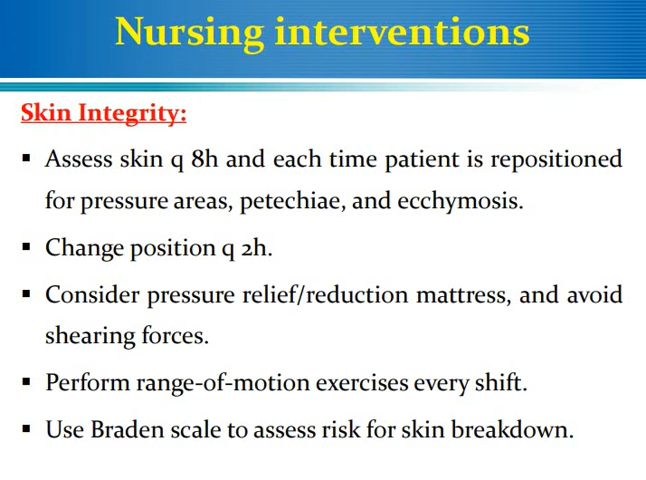 Nursing interventions
Skin Integrity:
▪ Assess skin q 8h and each time patient is repositioned
for pressure areas, petechiae, and ecchymosis.
▪ Change position q 2h.
▪ Consider pressure relief/reduction mattress, and avoid
shearing forces.
▪ Perform range-of-motion exercises every shift.
▪ Use Braden scale to assess risk for skin breakdown.